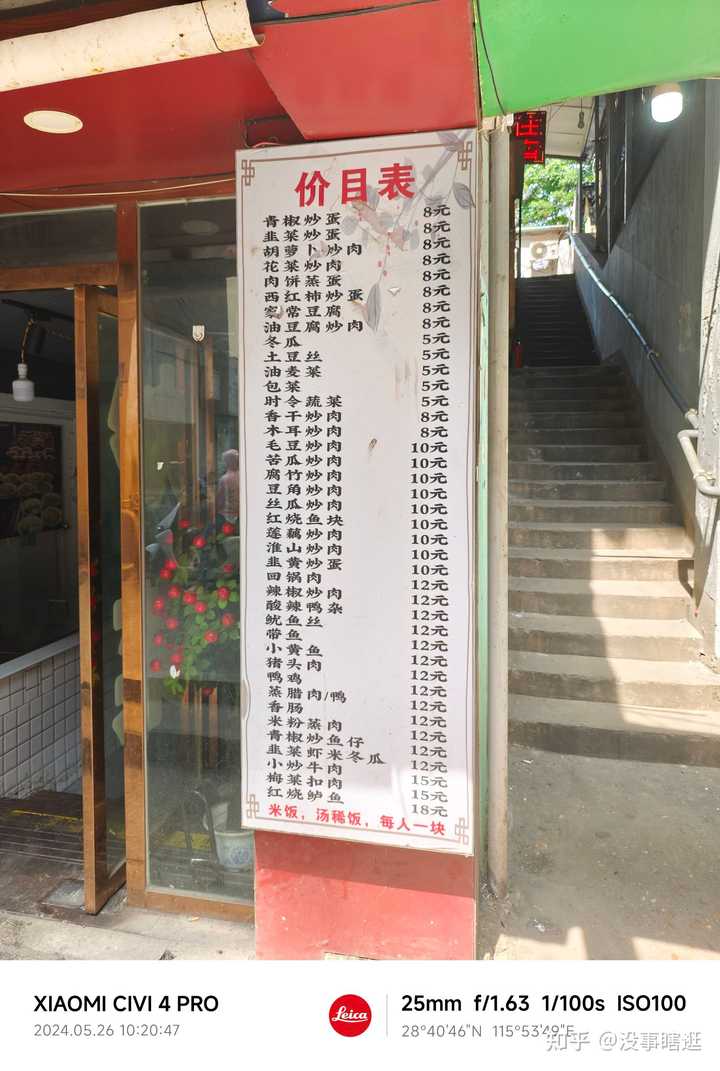 价目表
青椒炒蛋 8元
韭菜炒蛋 8元
胡萝卜炒肉 8元
花菜炒肉 8元
肉饼蒸蛋 8元
西红柿炒蛋 8元
家常豆腐 8元
油豆腐炒肉 8元
冬瓜 5元
土豆丝 5元
油麦菜 5元
包菜 5元
时令蔬菜 5元
香干炒肉 8元
木耳炒肉 8元
毛豆炒肉 10元
苦瓜炒肉 10元
腐竹炒肉 10元
豆角炒肉 10元
丝瓜炒肉 10元
红烧鱼块 10元
莲藕炒肉 10元
淮山炒肉 10元
韭黄炒蛋 10元
回锅肉 12元
辣椒炒肉 12元
酸辣鸭杂 12元
鱿鱼丝 12元
带鱼 12元
小黄鱼 12元
猪头肉 12元
鸭鸡 12元
蒸腊肉/鸭 12元
香肠 12元
米粉蒸肉 12元
青椒炒鱼仔 12元
韭菜虾米冬瓜 12元
小炒牛肉 15元
梅菜扣肉 15元
红烧鲈鱼 18元
米饭，汤稀饭，每人一块
XIAOMI CIVI 4 PRO
2024.05.26 10:20:47
Leica
25mm f/1.63 1/100s ISO100
28°40'46"N 115°53'49"E
知乎 @没事瞎逛